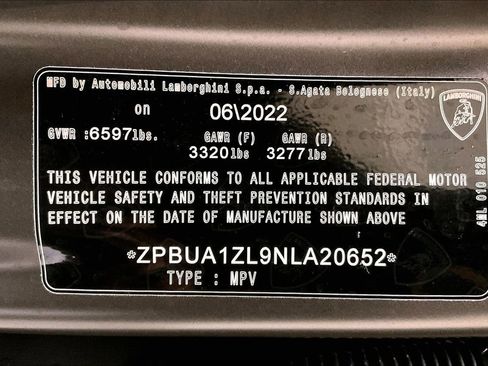 MFD by Automobili Lamborghini S.p.a. - S.Agata Bolognese (Italy)
on 06\2022
GVWR :6597lbs. GAWR (F) GAWR (R)
3320lbs 3277lbs
THIS VEHICLE CONFORMS TO ALL APPLICABLE FEDERAL MOTOR
VEHICLE SAFETY AND THEFT PREVENTION STANDARDS IN
EFFECT ON THE DATE OF MANUFACTURE SHOWN ABOVE
*ZPBUA1ZL9NLA20652*
TYPE : MPV
LAMBORGHINI
4ML 010 525